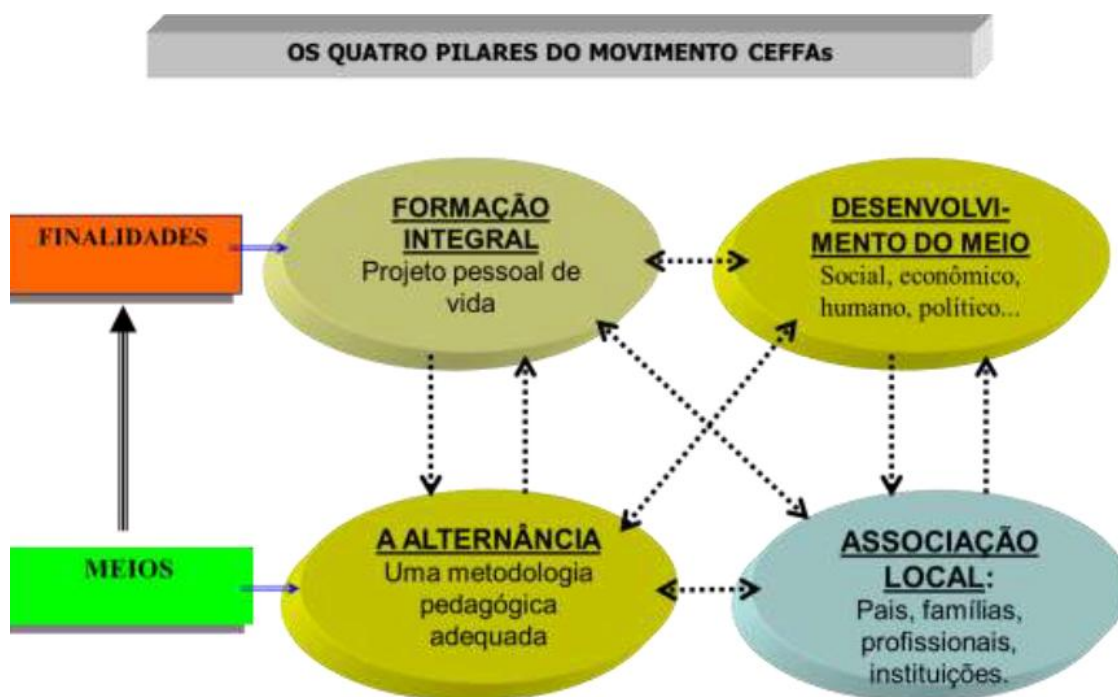 OS QUATRO PILARES DO MOVIMENTO CEFFAs
FINALIDADES
FORMAÇÃO
INTEGRAL
Projeto pessoal de
vida
DESENVOLVI-
MENTO DO MEIO
Social, econômico,
humano, político...
MEIOS
A ALTERNÂNCIA
Uma metodologia
pedagógica
adequada
ASSOCIAÇÃO
LOCAL:
Pais, famílias,
profissionais,
instituições.